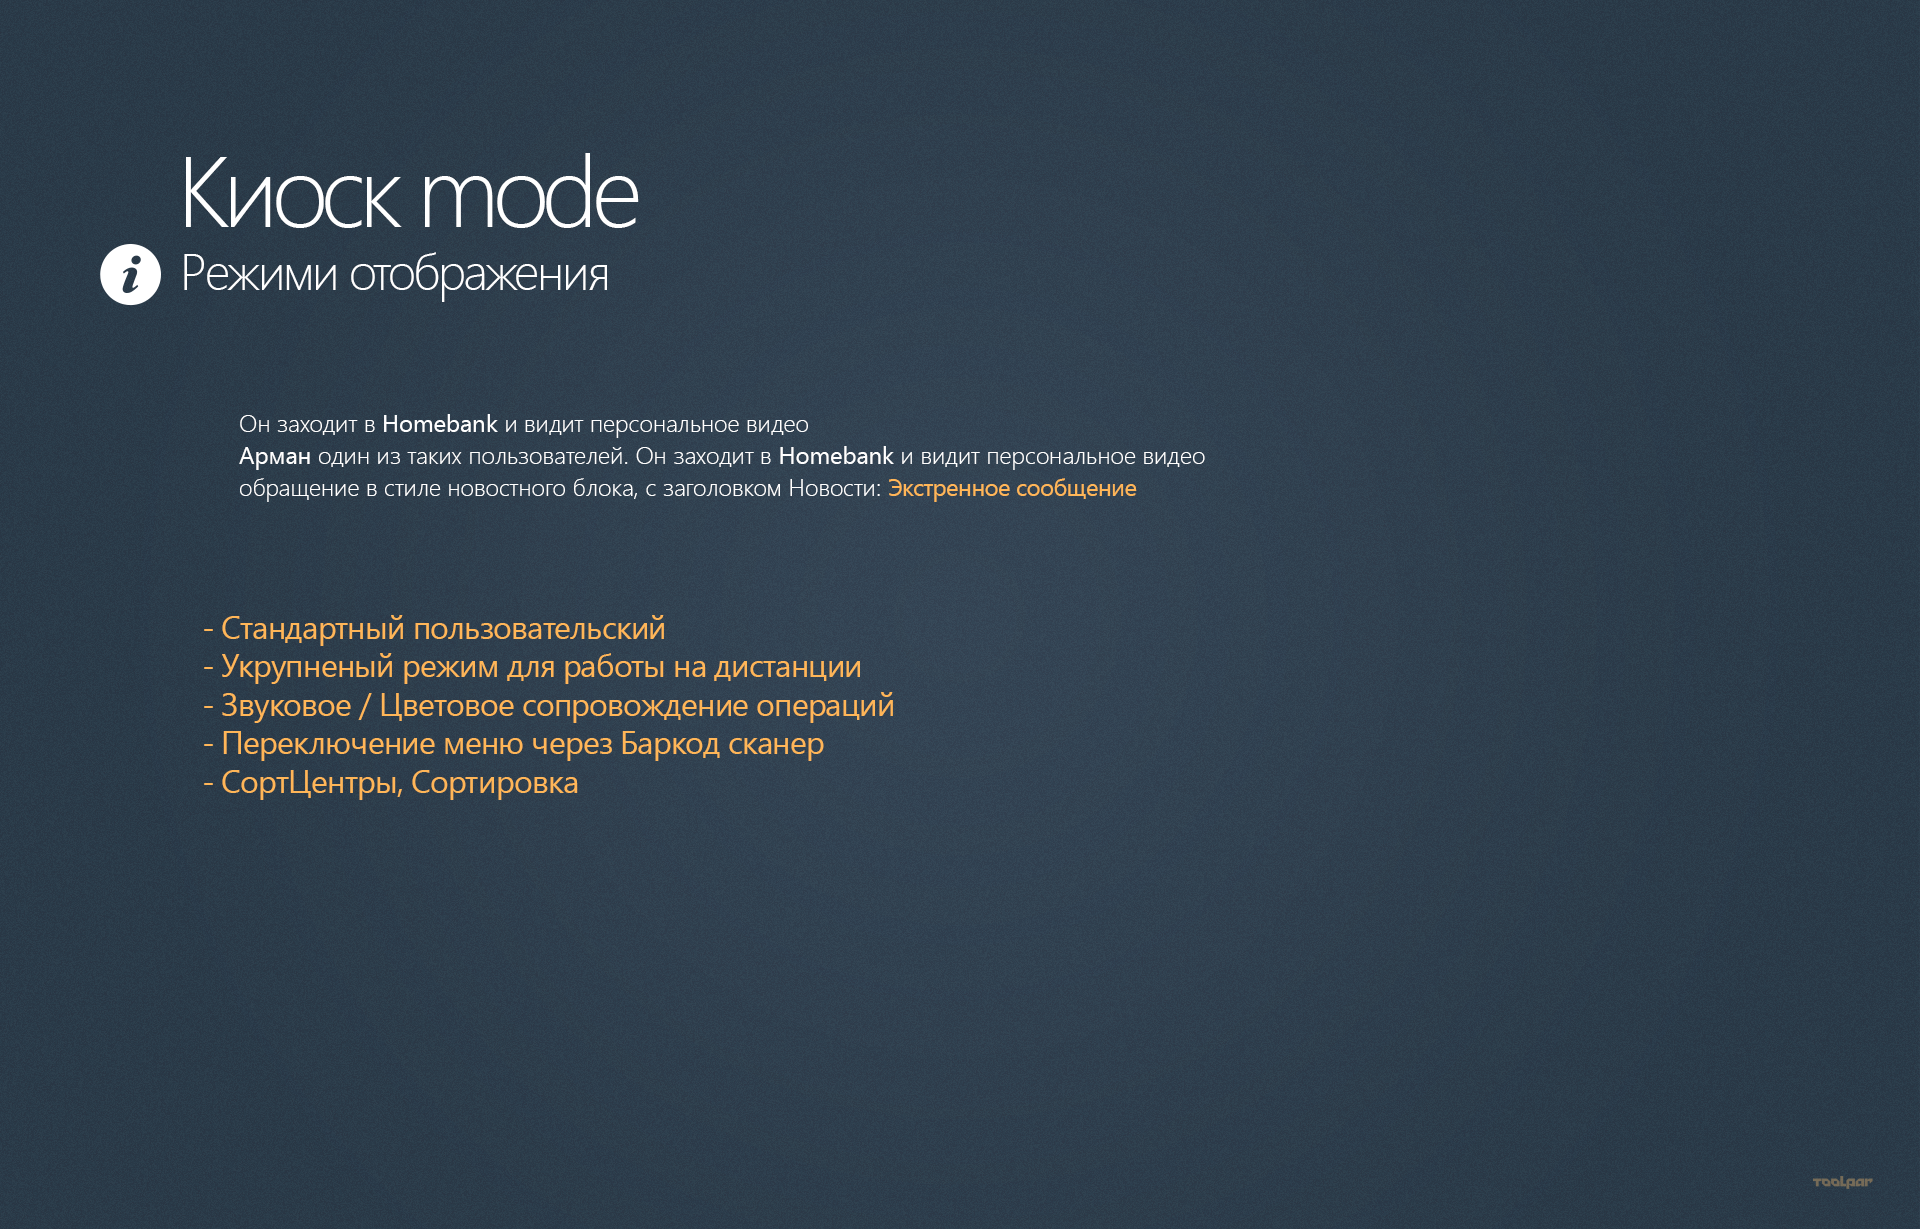 Киоск mode
Режими отображения
Он заходит в Homebank и видит персональное видео
Арман один из таких пользователей. Он заходит в Homebank и видит персональное видео
обращение в стиле новостного блока, с заголовком Новости: Экстренное сообщение
- Стандартный пользовательский
- Укрупненый режим для работы на дистанции
- Звуковое / Цветовое сопровождение операций
- Переключение меню через Баркод сканер
- СортЦентры, Сортировка
Toolpar